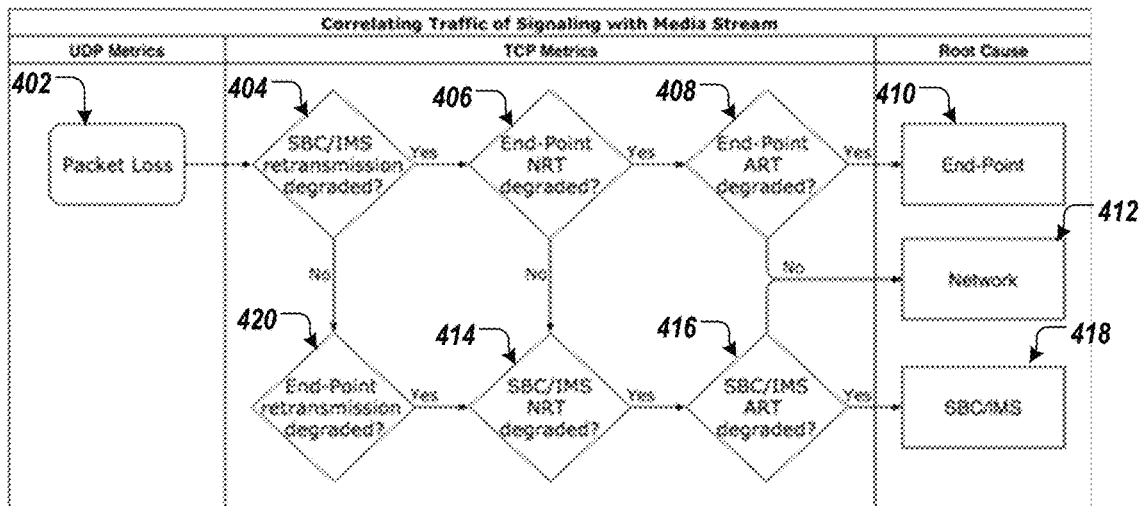 Correlating Traffic of Signaling with Media Stream
UDP Metrics
TCP Metrics
Root Cause
402
404
406
408
410
Packet Loss
SBC/IMS
retransmission
degraded?
Yes
End-Point
NRT
degraded?
Yes
End-Point
ART
degraded?
Yes
End-Point
412
No
No
No
Network
420
414
416
418
End-Point
retransmission
degraded?
Yes
SBC/IMS
NRT
degraded?
Yes
SBC/IMS
ART
degraded?
Yes
SBC/IMS